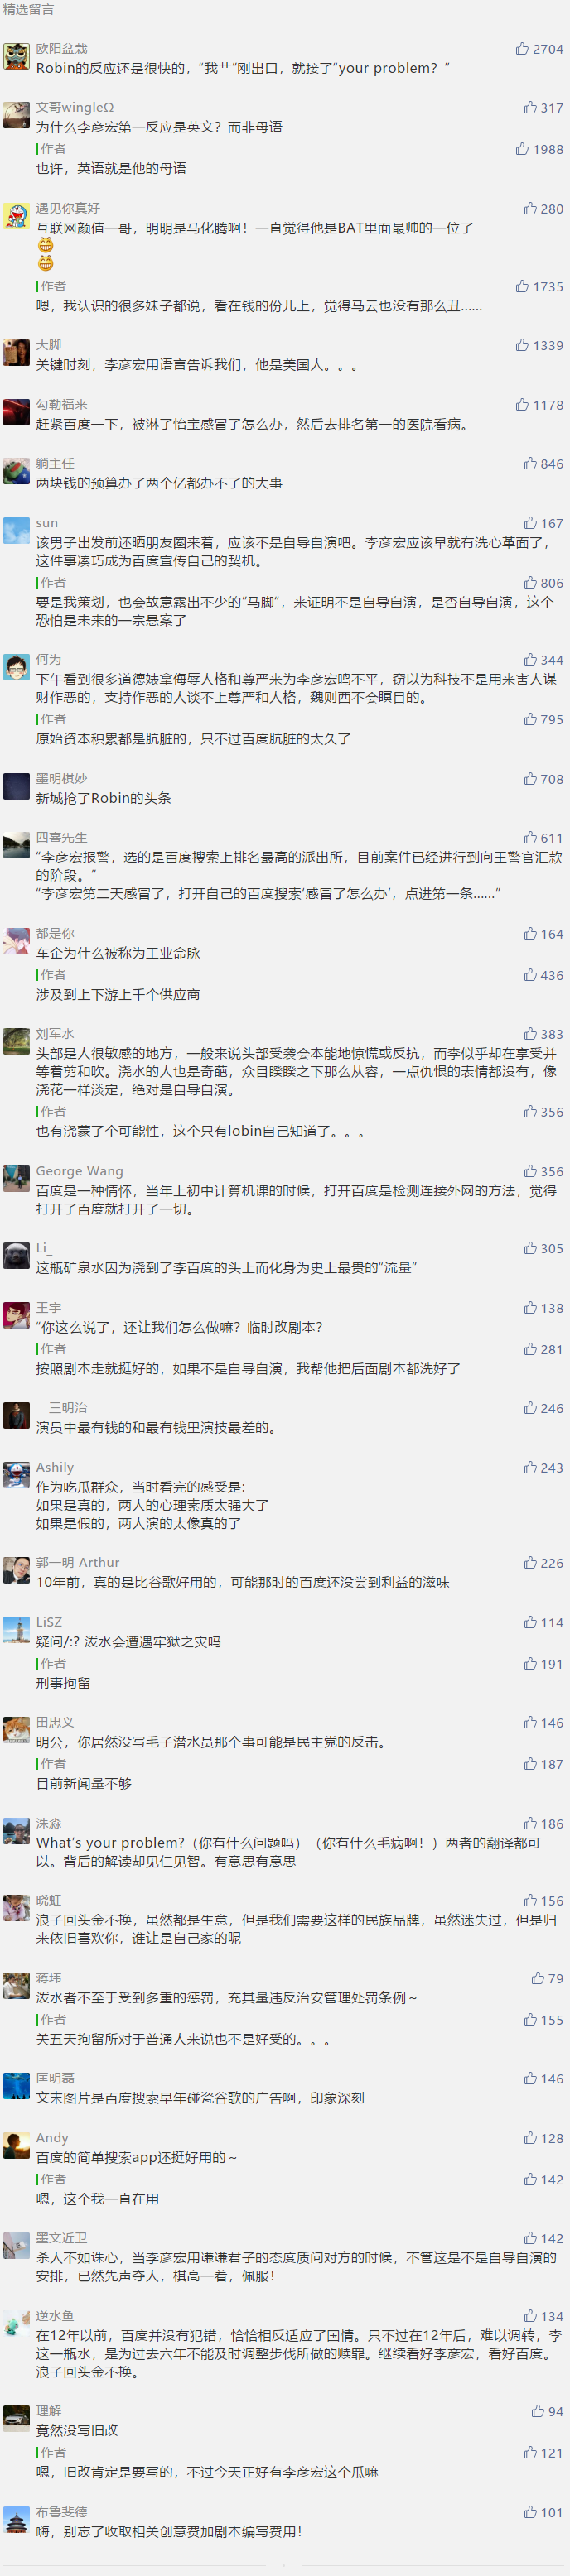 精选留言
欧阳盆栽 2704
Robin的反应还是很快的，“我艹”刚出口，就接了“your problem？”
文哥wingleΩ 317
为什么李彦宏第一反应是英文？而非母语
作者 1988
也许，英语就是他的母语
遇见你真好 280
互联网颜值一哥，明明是马化腾啊！一直觉得他是BAT里面最帅的一位了
😁
😁
作者 1735
嗯，我认识的很多妹子都说，看在钱的份儿上，觉得马云也没有那么丑……
大脚 1339
关键时刻，李彦宏用语言告诉我们，他是美国人。。。
勾勒福来 1178
赶紧百度一下，被淋了怡宝感冒了怎么办，然后去排名第一的医院看病。
躺主任 846
两块钱的预算办了两个亿都办不了的大事
sun 167
该男子出发前还晒朋友圈来着，应该不是自导自演吧。李彦宏应该早就有洗心革面了，
这件事凑巧成为百度宣传自己的契机。
作者 806
要是我策划，也会故意露出不少的“马脚”，来证明不是自导自演，是否自导自演，这个
恐怕是未来的一宗悬案了
何为 344
下午看到很多道德婊拿侮辱人格和尊严来为李彦宏鸣不平，窃以为科技不是用来害人谋
财作恶的，支持作恶的人谈不上尊严和人格，魏则西不会瞑目的。
作者 795
原始资本积累都是肮脏的，只不过百度肮脏的太久了
墨明棋妙 708
新城抢了Robin的头条
四喜先生 611
“李彦宏报警，选的是百度搜索上排名最高的派出所，目前案件已经进行到向王警官汇款
的阶段。”
“李彦宏第二天感冒了，打开自己的百度搜索‘感冒了怎么办’，点进第一条……”
都是你 164
车企为什么被称为工业命脉
作者 436
涉及到上下游上千个供应商
刘军水 383
头部是人很敏感的地方，一般来说头部受袭会本能地惊慌或反抗，而李似乎却在享受并
等着剪和吹。浇水的人也是奇葩，众目睽睽之下那么从容，一点仇恨的表情都没有，像
浇花一样淡定，绝对是自导自演。
作者 356
也有浇蒙了个可能性，这个只有lobin自己知道了。。。
George Wang 356
百度是一种情怀，当年上初中计算机课的时候，打开百度是检测连接外网的方法，觉得
打开了百度就打开了一切。
Li_ 305
这瓶矿泉水因为浇到了李百度的头上而化身为史上最贵的“流量”
王宇 138
“你这么说了，还让我们怎么做嘛？临时改剧本？
作者 281
按照剧本走就挺好的，如果不是自导自演，我帮他把后面剧本都洗好了
三明治 246
演员中最有钱的和最有钱里演技最差的。
Ashily 243
作为吃瓜群众，当时看完的感受是:
如果是真的，两人的心理素质太强大了
如果是假的，两人演的太像真的了
郭一明 Arthur 226
10年前，真的是比谷歌好用的，可能那时的百度还没尝到利益的滋味
LiSZ 114
疑问/:? 泼水会遭遇牢狱之灾吗
作者 191
刑事拘留
田忠义 146
明公，你居然没写毛子潜水员那个事可能是民主党的反击。
作者 187
目前新闻量不够
洙淼 186
What's your problem?（你有什么问题吗）（你有什么毛病啊！）两者的翻译都可
以。背后的解读却见仁见智。有意思有意思
晓虹 156
浪子回头金不换，虽然都是生意，但是我们需要这样的民族品牌，虽然迷失过，但是归
来依旧喜欢你，谁让是自己家的呢
蒋玮 79
泼水者不至于受到多重的惩罚，充其量违反治安管理处罚条例～
作者 155
关五天拘留所对于普通人来说也不是好受的。。。
匡明磊 146
文末图片是百度搜索早年碰瓷谷歌的广告啊，印象深刻
Andy 128
百度的简单搜索app还挺好用的～
作者 142
嗯，这个我一直在用
墨文近卫 142
杀人不如诛心，当李彦宏用谦谦君子的态度质问对方的时候，不管这是不是自导自演的
安排，已然先声夺人，棋高一着，佩服！
逆水鱼 134
在12年以前，百度并没有犯错，恰恰相反适应了国情。只不过在12年后，难以调转，李
这一瓶水，是为过去六年不能及时调整步伐所做的赎罪。继续看好李彦宏，看好百度。
浪子回头金不换。
理解 94
竟然没写旧改
作者 121
嗯，旧改肯定是要写的，不过今天正好有李彦宏这个瓜嘛
布鲁斐德 101
嗨，别忘了收取相关创意费加剧本编写费用！